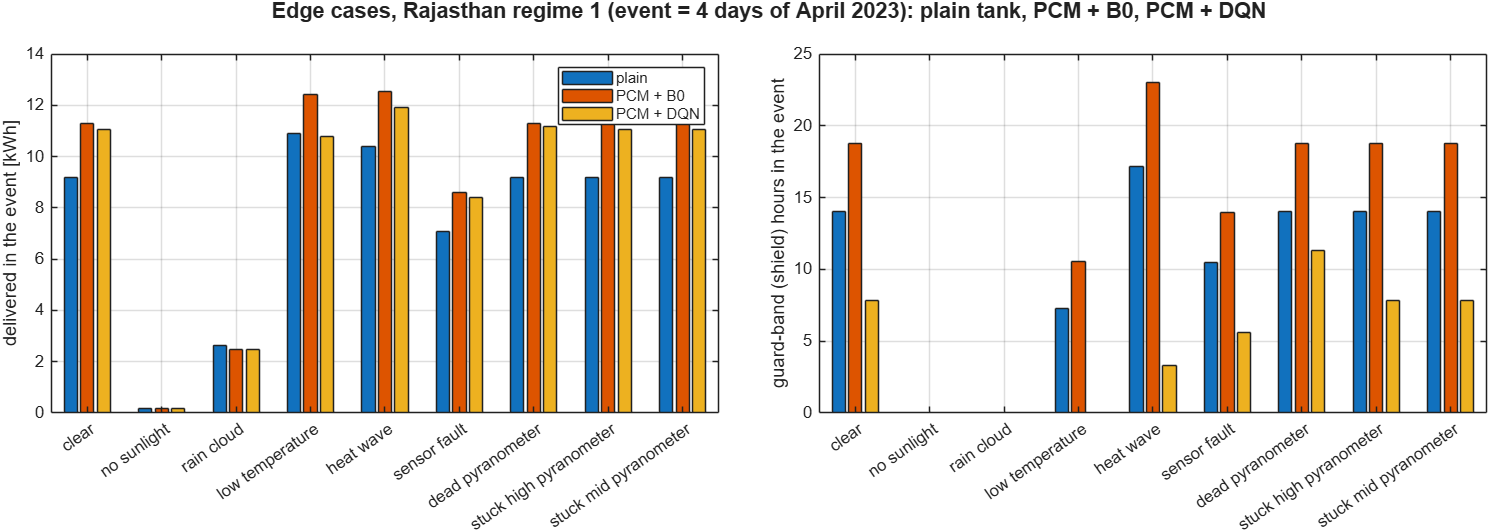 Edge cases, Rajasthan regime 1 (event = 4 days of April 2023): plain tank, PCM + B0, PCM + DQN
delivered in the event [kWh]
14
12
10
8
6
4
2
0
plain
PCM + B0
PCM + DQN
clear
no sunlight
rain cloud
low temperature
heat wave
sensor fault
dead pyranometer
stuck high pyranometer
stuck mid pyranometer
guard-band (shield) hours in the event
25
20
15
10
5
0
clear
no sunlight
rain cloud
low temperature
heat wave
sensor fault
dead pyranometer
stuck high pyranometer
stuck mid pyranometer